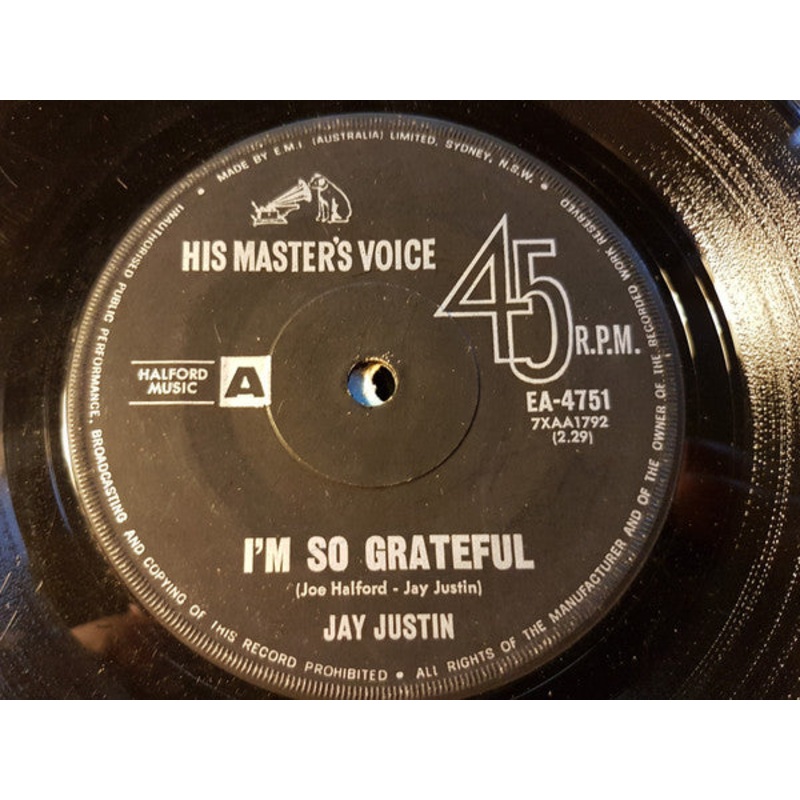 • MADE BY E.M.I. (AUSTRALIA) LIMITED, SYDNEY, N.S.W. •
HIS MASTER'S VOICE
45 R.P.M.
HALFORD
MUSIC
A
EA-4751
7XAA1792
(2.29)
I'M SO GRATEFUL
(Joe Halford - Jay Justin)
JAY JUSTIN
UNAUTHORISED PUBLIC PERFORMANCE, BROADCASTING AND COPYING OF THIS RECORD PROHIBITED • ALL RIGHTS OF THE MANUFACTURER AND OF THE OWNER OF THE RECORDED WORK RESERVED